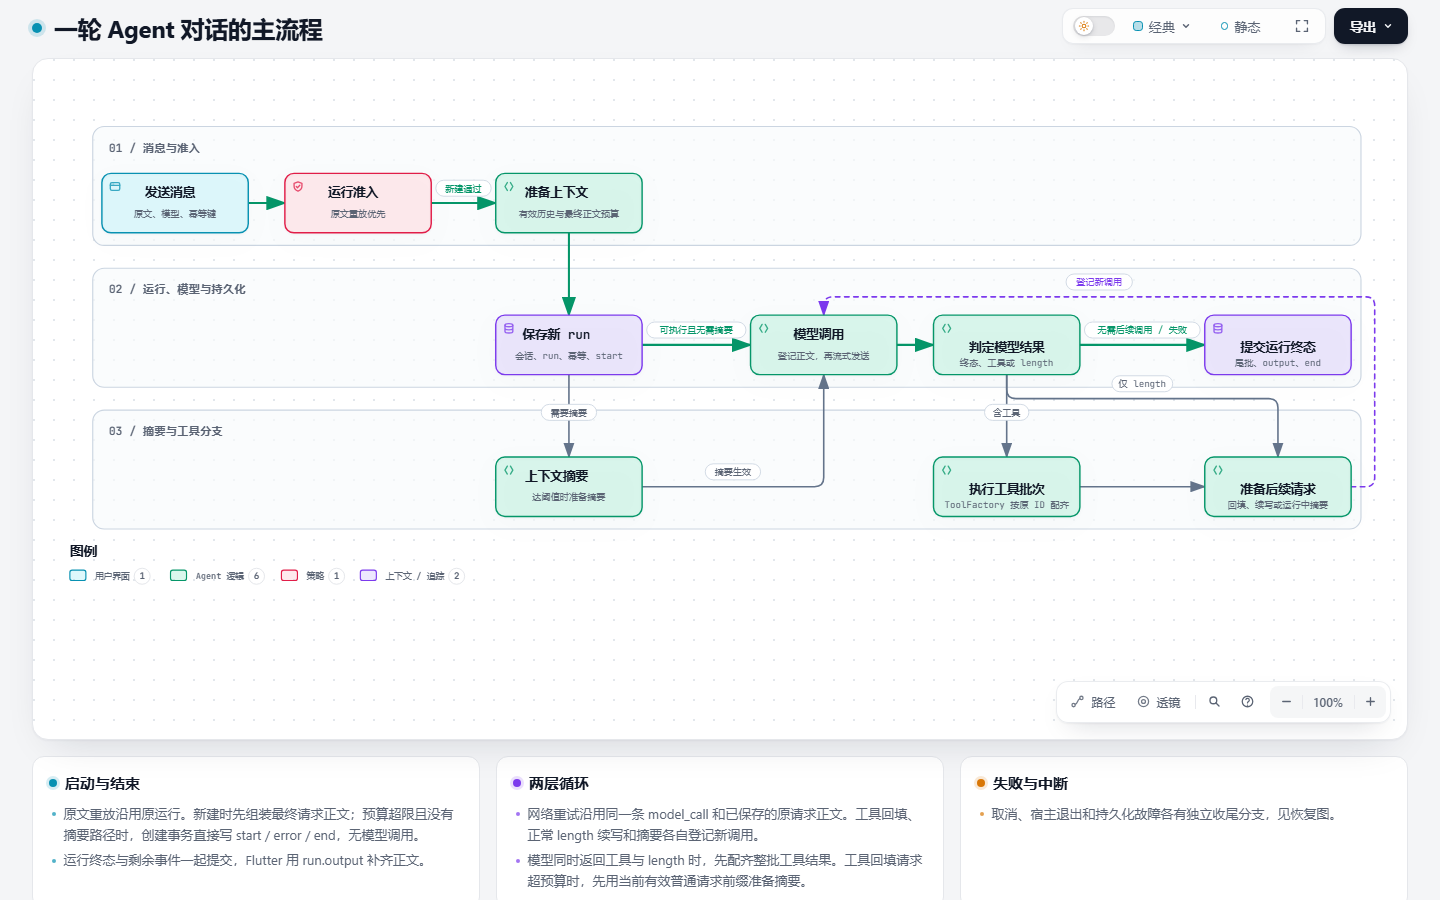 一轮 Agent 对话的主流程
经典
静态
导出
01 / 消息与准入
发送消息
原文、模型、幂等键
运行准入
原文重放优先
新建通过
准备上下文
有效历史与最终正文预算
02 / 运行、模型与持久化
登记新调用
保存新 run
会话、run、幂等、start
可执行且无需摘要
模型调用
登记正文，再流式发送
判定模型结果
终态、工具或 length
无需后续调用 / 失败
提交运行终态
尾批、output、end
仅 length
需要摘要
含工具
03 / 摘要与工具分支
上下文摘要
达阈值时准备摘要
摘要生效
执行工具批次
ToolFactory 按原 ID 配齐
准备后续请求
回填、续写或运行中摘要
图例
用户界面 1
Agent 逻辑 6
策略 1
上下文 / 追踪 2
路径
透镜
100%
启动与结束
原文重放沿用原运行。新建时先组装最终请求正文；预算超限且没有
摘要路径时，创建事务直接写 start / error / end，无模型调用。
运行终态与剩余事件一起提交，Flutter 用 run.output 补齐正文。
两层循环
网络重试沿用同一条 model_call 和已保存的原请求正文。工具回填、
正常 length 续写和摘要各自登记新调用。
模型同时返回工具与 length 时，先配齐整批工具结果。工具回填请求
超预算时，先用当前有效普通请求前缀准备摘要。
失败与中断
取消、宿主退出和持久化故障各有独立收尾分支，见恢复图。